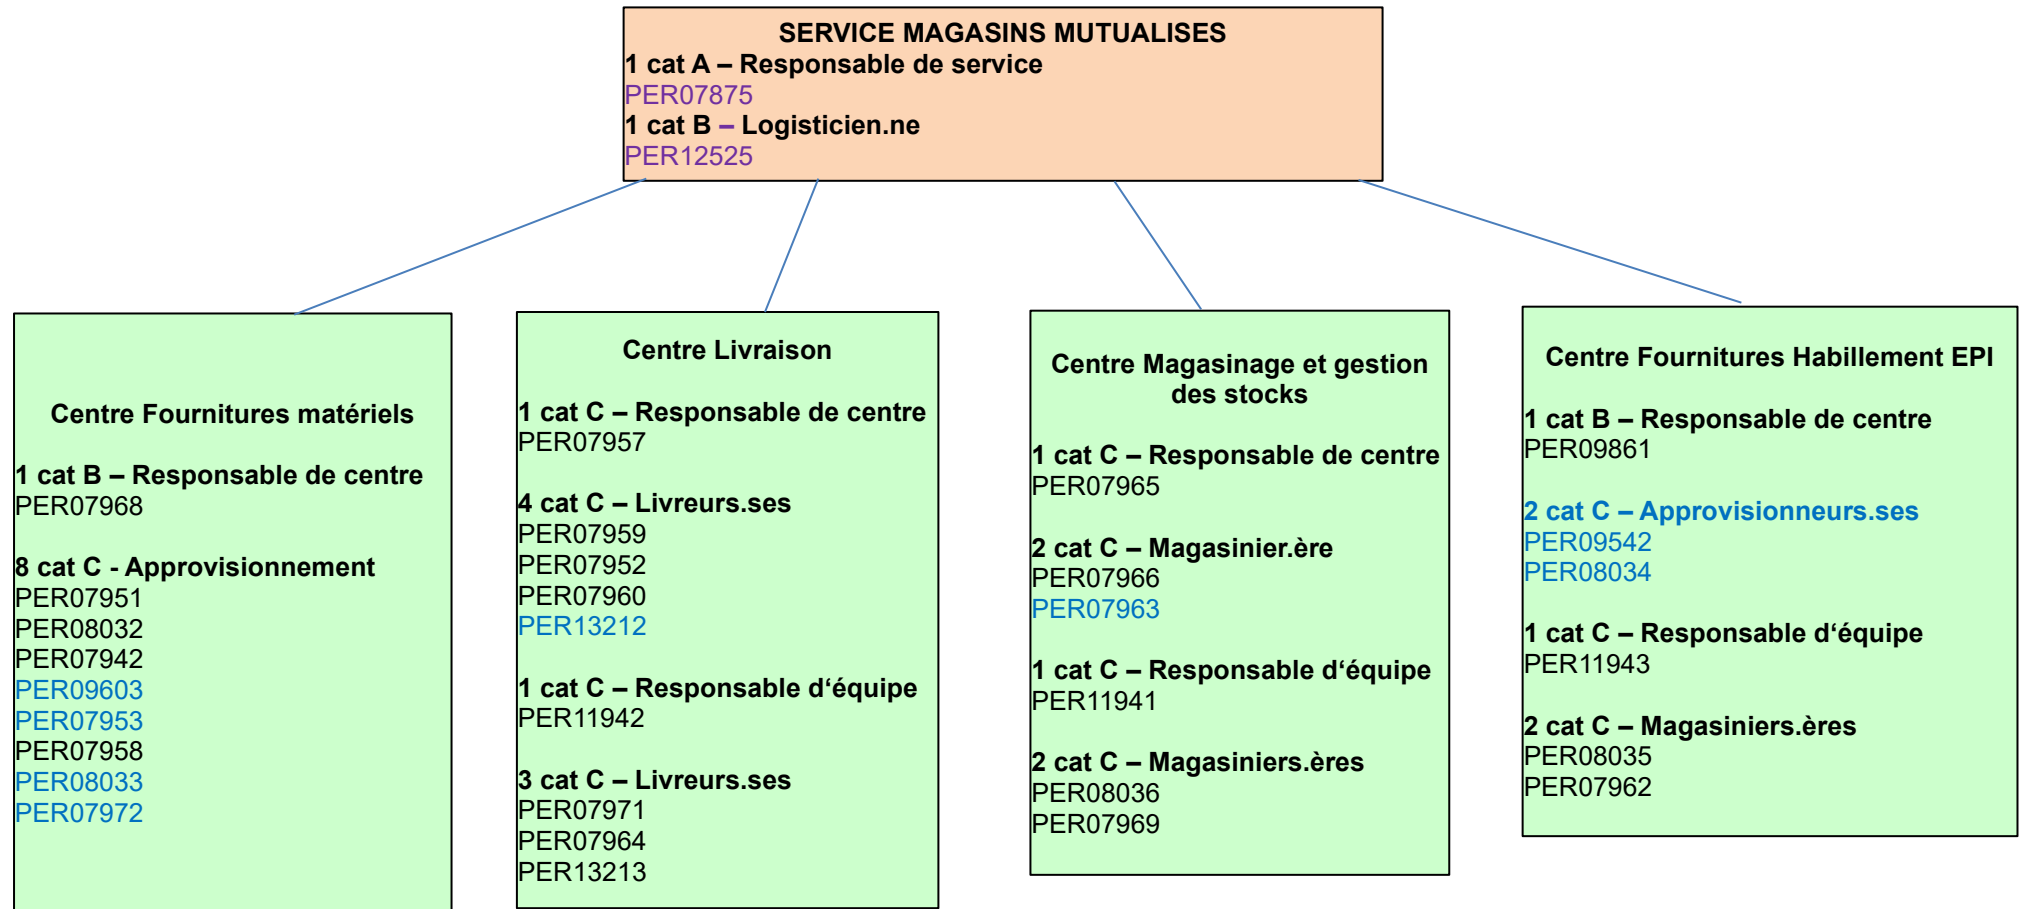 SERVICE MAGASINS MUTUALISES
1 cat A – Responsable de service
PER07875
1 cat B – Logisticien.ne
PER12525
Centre Fournitures matériels
1 cat B – Responsable de centre
PER07968
8 cat C - Approvisionnement
PER07951
PER08032
PER07942
PER09603
PER07953
PER07958
PER08033
PER07972
Centre Livraison
1 cat C – Responsable de centre
PER07957
4 cat C – Livreurs.ses
PER07959
PER07952
PER07960
PER13212
1 cat C – Responsable d‘équipe
PER11942
3 cat C – Livreurs.ses
PER07971
PER07964
PER13213
Centre Magasinage et gestion
des stocks
1 cat C – Responsable de centre
PER07965
2 cat C – Magasinier.ère
PER07966
PER07963
1 cat C – Responsable d‘équipe
PER11941
2 cat C – Magasiniers.ères
PER08036
PER07969
Centre Fournitures Habillement EPI
1 cat B – Responsable de centre
PER09861
2 cat C – Approvisionneurs.ses
PER09542
PER08034
1 cat C – Responsable d‘équipe
PER11943
2 cat C – Magasiniers.ères
PER08035
PER07962